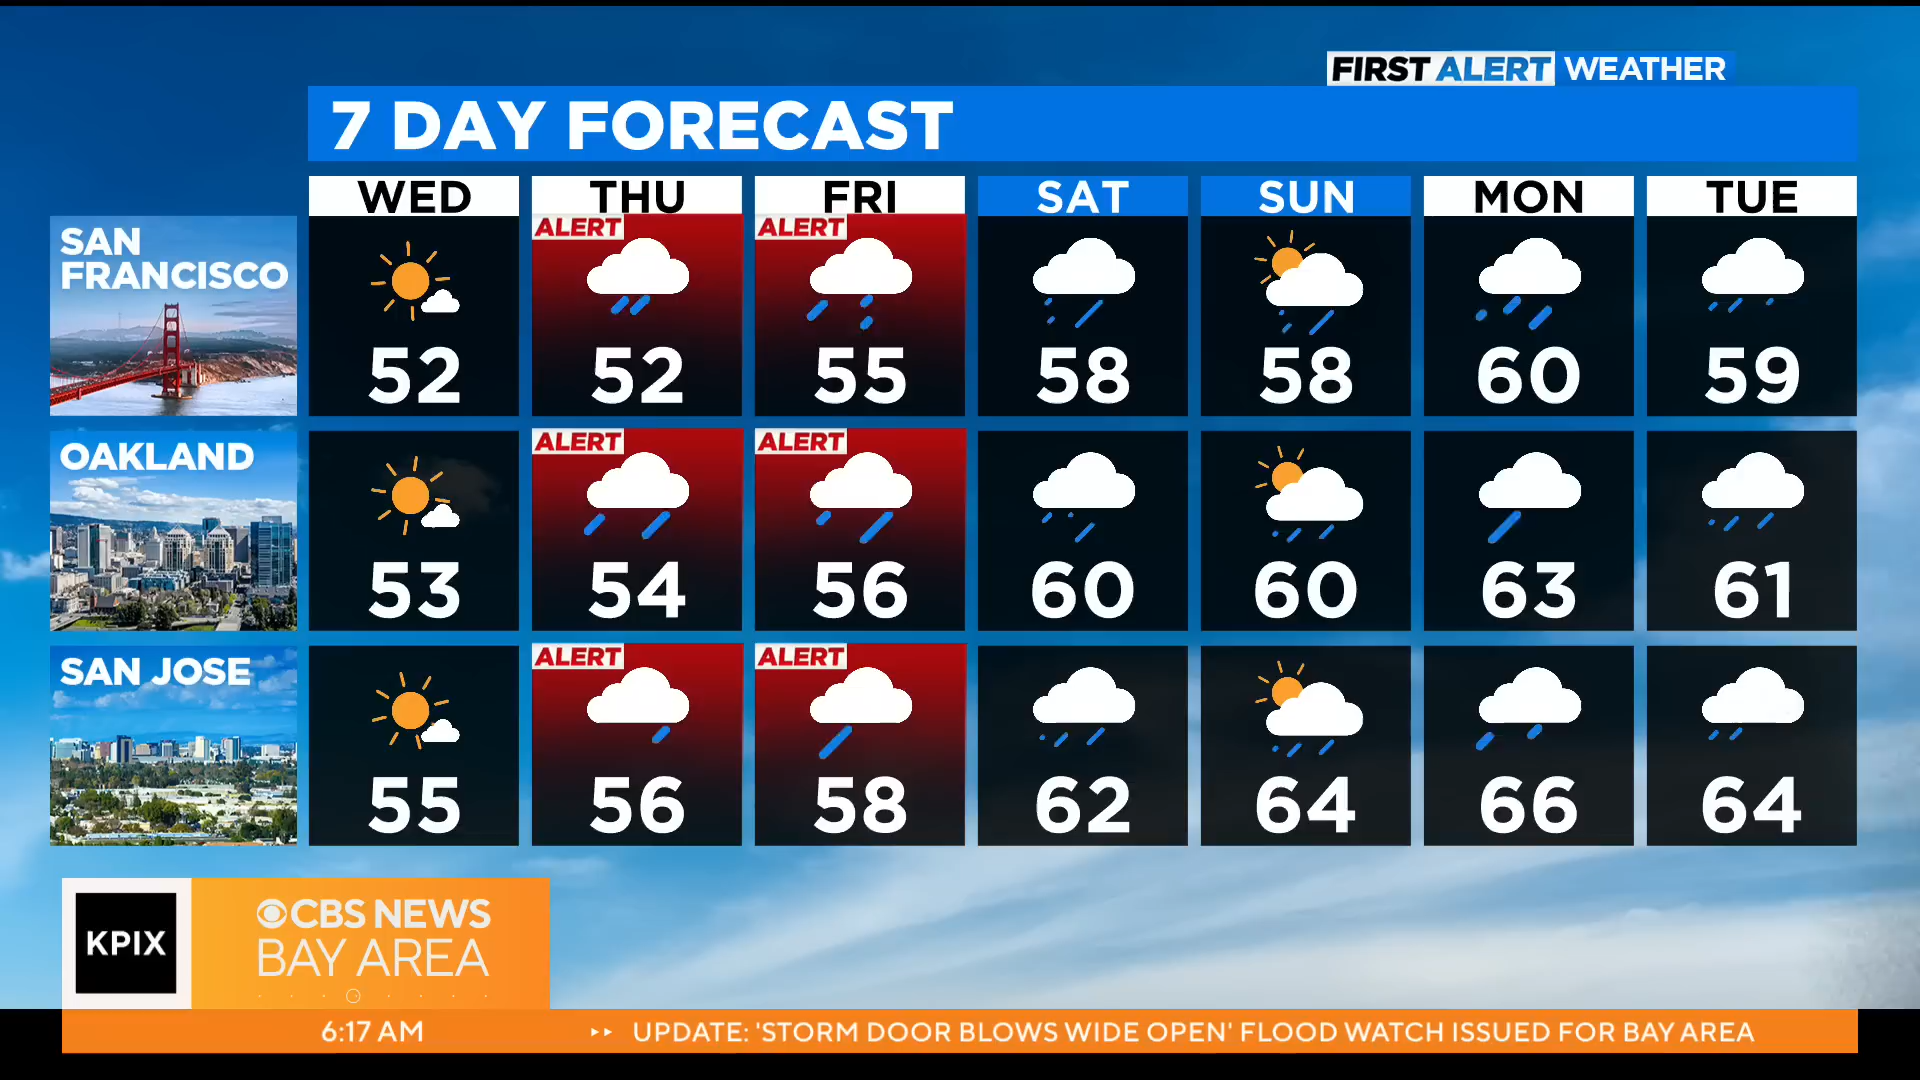 FIRST ALERT WEATHER
7 DAY FORECAST
WED THU FRI SAT SUN MON TUE
SAN
FRANCISCO
ALERT ALERT
52 52 55 58 58 60 59
OAKLAND
ALERT ALERT
53 54 56 60 60 63 61
SAN JOSE
ALERT ALERT
55 56 58 62 64 66 64
KPIX
CBS NEWS
BAY AREA
6:17 AM
UPDATE: 'STORM DOOR BLOWS WIDE OPEN' FLOOD WATCH ISSUED FOR BAY AREA